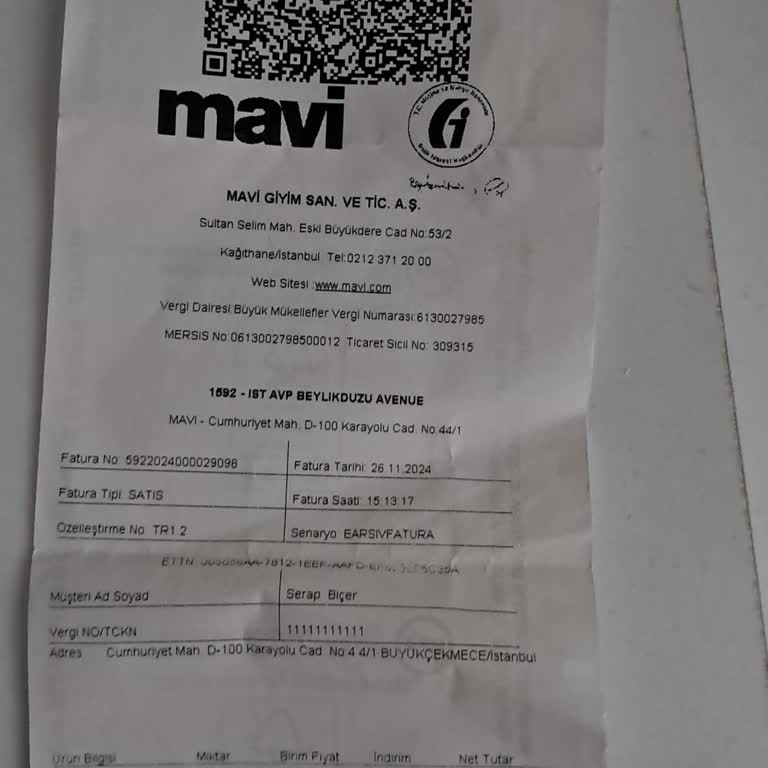 mavi
MAVİ GİYİM SAN. VE TİC. A.Ş.
Sultan Selim Mah. Eski Büyükdere Cad No:53/2
Kağıthane/İstanbul Tel:0212 371 20 00
Web Sitesi :www.mavi.com
Vergi Dairesi:Büyük Mükellefler Vergi Numarası:6130027985
MERSIS No:0613002798500012 Ticaret Sicil No: 309315
1592 - IST AVP BEYLIKDUZU AVENUE
MAVI - Cumhuriyet Mah. D-100 Karayolu Cad. No.44/1
Fatura No: 5922024000029098 Fatura Tarihi: 26.11.2024
Fatura Tipi: SATIS Fatura Saati: 15:13:17
Özelleştirme No TR1.2 Senaryo EARSIVFATURA
ETTN
Müşteri Ad Soyad Serap Biçer
Vergi NO/TCKN 11111111111
Adres Cumhuriyet Mah. D-100 Karayolu Cad. No:4 4/1 BÜYÜKÇEKMECE/İstanbul
Ürün Bilgisi Miktar Birim Fiyat İndirim Net Tutar